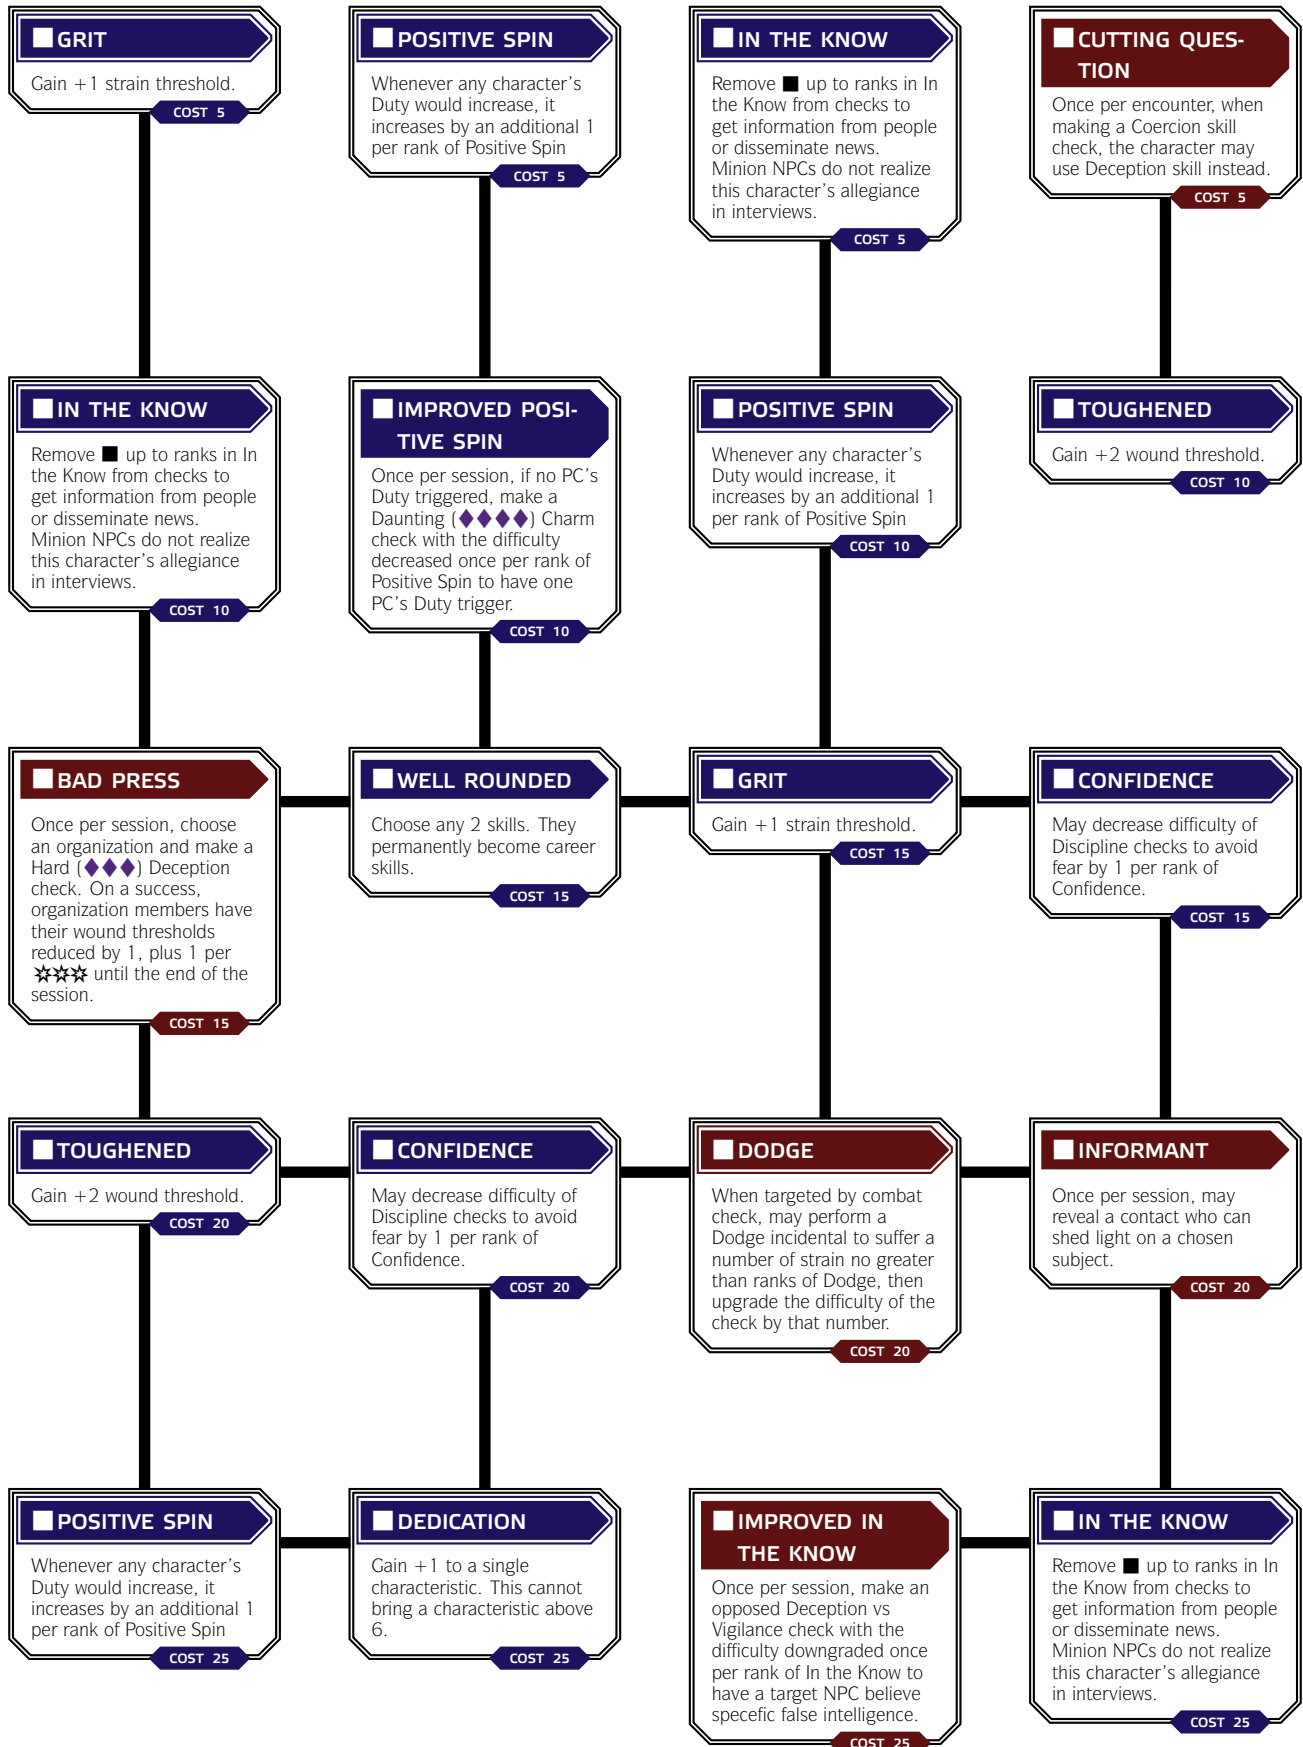 GRIT
Gain +1 strain threshold.
COST 5
POSITIVE SPIN
Whenever any character's
Duty would increase, it
increases by an additional 1
per rank of Positive Spin
COST 5
IN THE KNOW
Remove ■ up to ranks in In
the Know from checks to
get information from people
or disseminate news.
Minion NPCs do not realize
this character's allegiance
in interviews.
COST 5
CUTTING QUES-
TION
Once per encounter, when
making a Coercion skill
check, the character may
use Deception skill instead.
COST 5
IN THE KNOW
Remove ■ up to ranks in In
the Know from checks to
get information from people
or disseminate news.
Minion NPCs do not realize
this character's allegiance
in interviews.
COST 10
IMPROVED POSI-
TIVE SPIN
Once per session, if no PC's
Duty triggered, make a
Daunting (♦♦♦♦) Charm
check with the difficulty
decreased once per rank of
Positive Spin to have one
PC's Duty trigger.
COST 10
POSITIVE SPIN
Whenever any character's
Duty would increase, it
increases by an additional 1
per rank of Positive Spin
COST 10
TOUGHENED
Gain +2 wound threshold.
COST 10
BAD PRESS
Once per session, choose
an organization and make a
Hard (♦♦♦) Deception
check. On a success,
organization members have
their wound thresholds
reduced by 1, plus 1 per
✡✡✡ until the end of the
session.
COST 15
WELL ROUNDED
Choose any 2 skills. They
permanently become career
skills.
COST 15
GRIT
Gain +1 strain threshold.
COST 15
CONFIDENCE
May decrease difficulty of
Discipline checks to avoid
fear by 1 per rank of
Confidence.
COST 15
TOUGHENED
Gain +2 wound threshold.
COST 20
CONFIDENCE
May decrease difficulty of
Discipline checks to avoid
fear by 1 per rank of
Confidence.
COST 20
DODGE
When targeted by combat
check, may perform a
Dodge incidental to suffer a
number of strain no greater
than ranks of Dodge, then
upgrade the difficulty of the
check by that number.
COST 20
INFORMANT
Once per session, may
reveal a contact who can
shed light on a chosen
subject.
COST 20
POSITIVE SPIN
Whenever any character's
Duty would increase, it
increases by an additional 1
per rank of Positive Spin
COST 25
DEDICATION
Gain +1 to a single
characteristic. This cannot
bring a characteristic above
6.
COST 25
IMPROVED IN
THE KNOW
Once per session, make an
opposed Deception vs
Vigilance check with the
difficulty downgraded once
per rank of In the Know to
have a target NPC believe
specefic false intelligence.
COST 25
IN THE KNOW
Remove ■ up to ranks in In
the Know from checks to
get information from people
or disseminate news.
Minion NPCs do not realize
this character's allegiance
in interviews.
COST 25